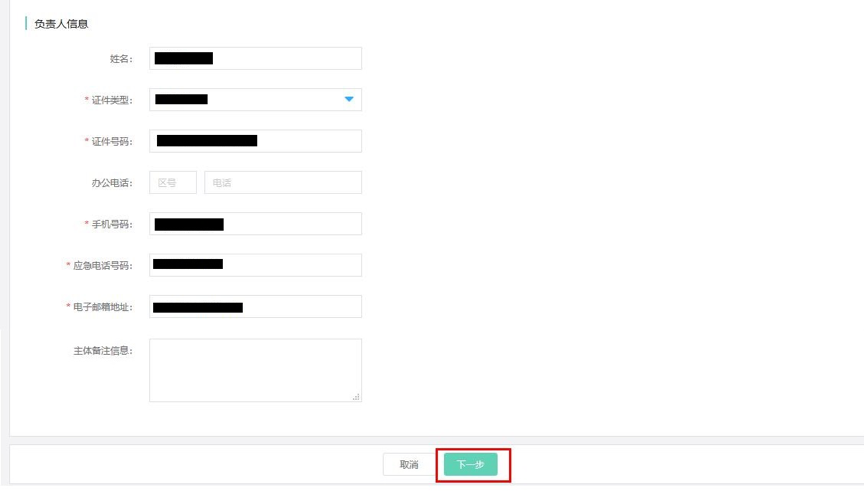 负责人信息
姓名：
* 证件类型：
* 证件号码：
办公电话： 区号 电话
* 手机号码：
* 应急电话号码：
* 电子邮箱地址：
主体备注信息：
取消 下一步